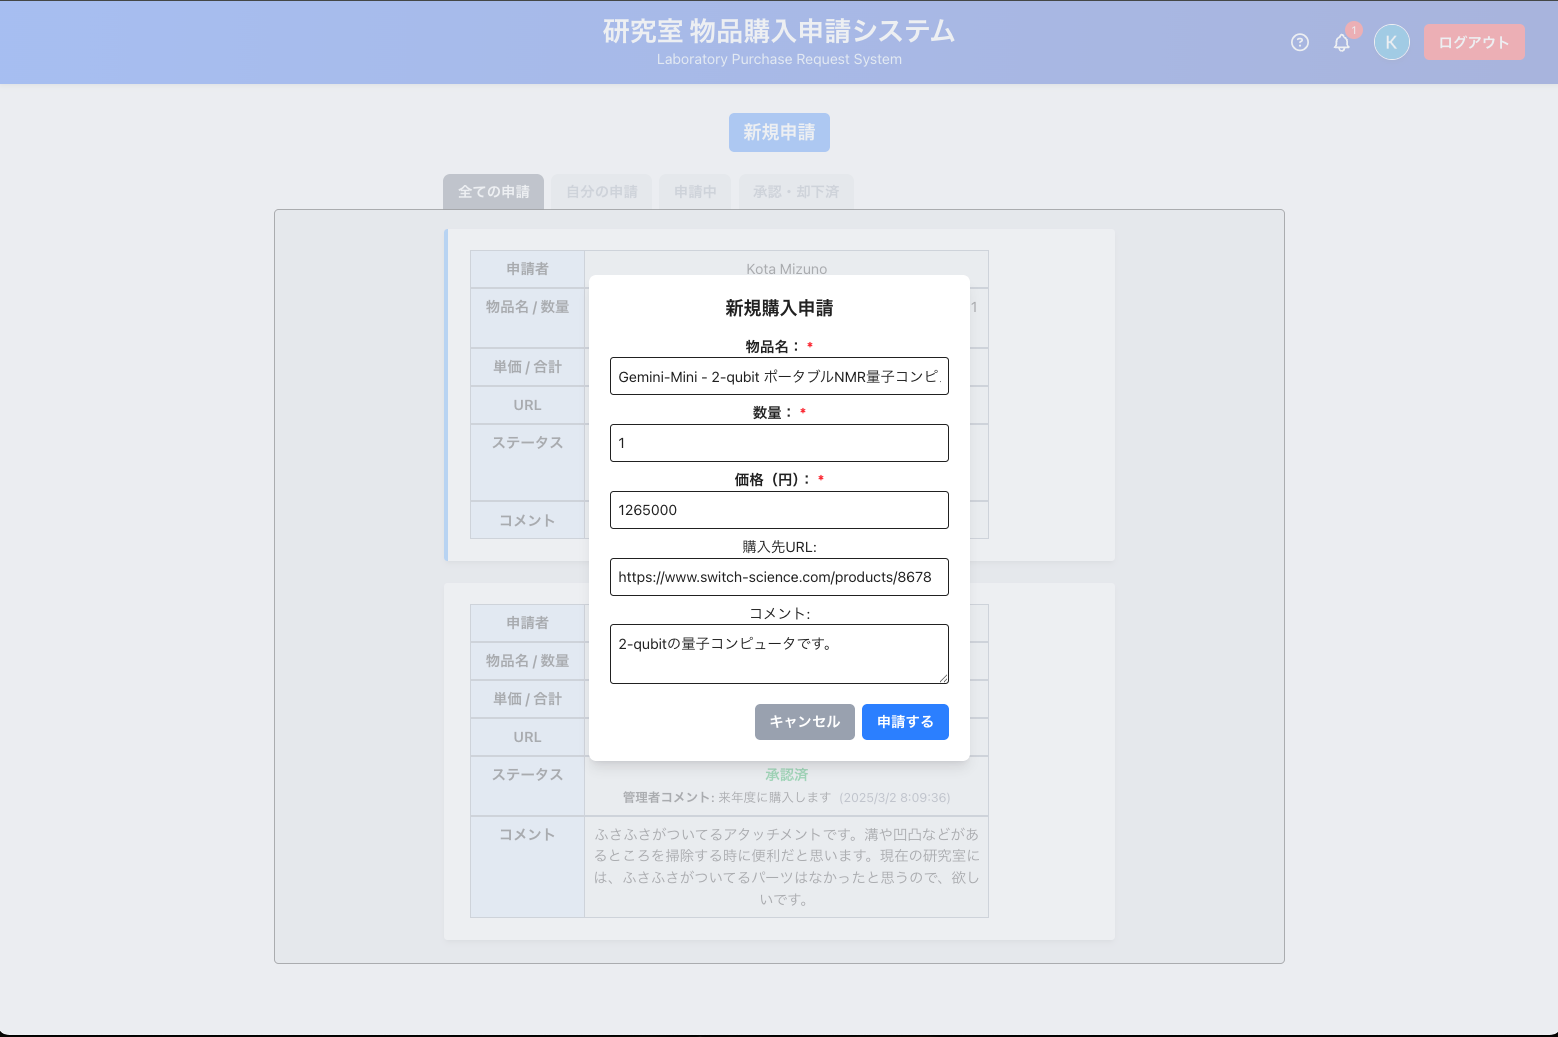 研究室 物品購入申請システム
Laboratory Purchase Request System
1
K
ログアウト
新規申請
全ての申請
自分の申請
申請中
承認・却下済
申請者
Kota Mizuno
物品名 / 数量
1
単価 / 合計
URL
ステータス
コメント
新規購入申請
物品名： *
Gemini-Mini - 2-qubit ポータブルNMR量子コンピ
数量： *
1
価格（円）： *
1265000
購入先URL:
https://www.switch-science.com/products/8678
コメント:
2-qubitの量子コンピュータです。
キャンセル
申請する
申請者
物品名 / 数量
単価 / 合計
URL
ステータス
承認済
管理者コメント: 来年度に購入します (2025/3/2 8:09:36)
コメント
ふさふさがついてるアタッチメントです。溝や凹凸などがあ
るところを掃除する時に便利だと思います。現在の研究室に
は、ふさふさがついてるパーツはなかったと思うので、欲し
いです。